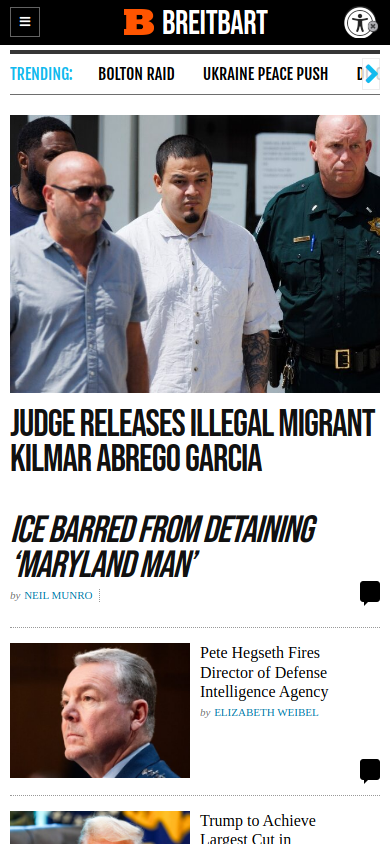 BREITBART
TRENDING:
BOLTON RAID
UKRAINE PEACE PUSH
JUDGE RELEASES ILLEGAL MIGRANT
KILMAR ABREGO GARCIA
ICE BARRED FROM DETAINING
‘MARYLAND MAN’
by NEIL MUNRO
Pete Hegseth Fires
Director of Defense
Intelligence Agency
by ELIZABETH WEIBEL
Trump to Achieve
Largest Cut in